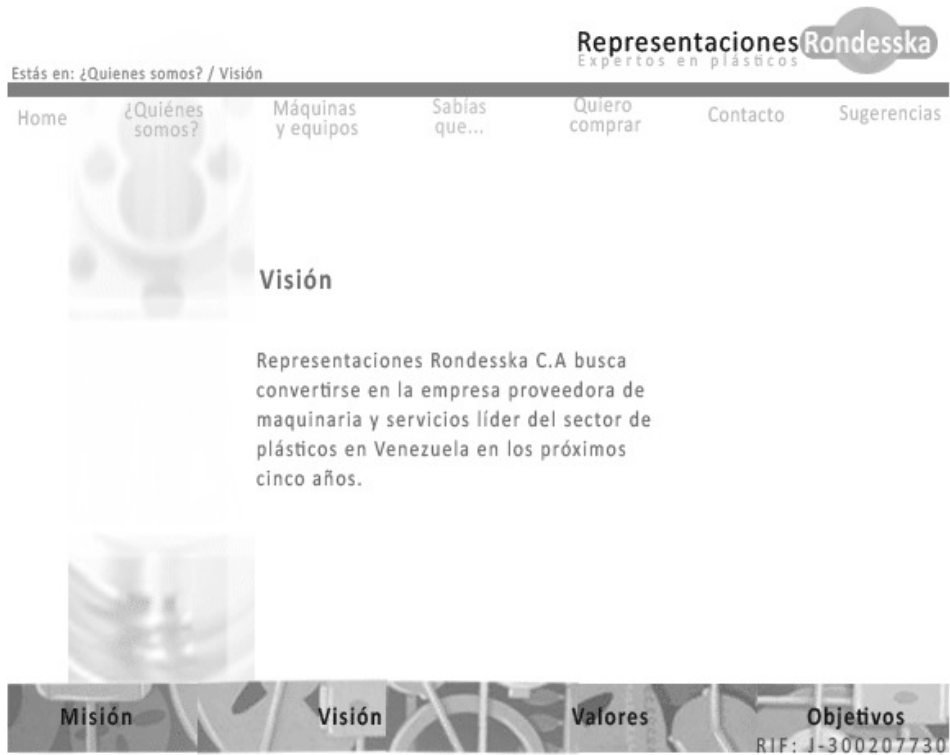 Representaciones Rondesska
Expertos en plásticos
Estás en: ¿Quienes somos? / Visión
Home
¿Quiénes
somos?
Máquinas
y equipos
Sabías
que...
Quiero
comprar
Contacto
Sugerencias
Visión
Representaciones Rondesska C.A busca
convertirse en la empresa proveedora de
maquinaria y servicios líder del sector de
plásticos en Venezuela en los próximos
cinco años.
Misión
Visión
Valores
Objetivos
RIF: J-300207730